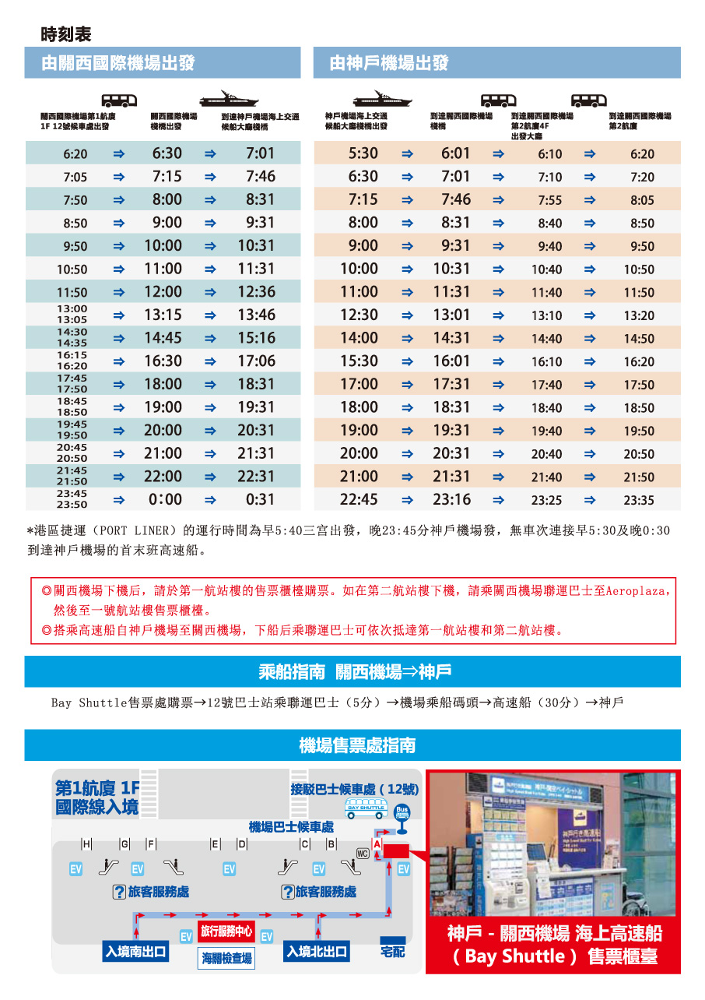 時刻表
由關西國際機場出發
關西國際機場第1航廈
1F 12號候車處出發
關西國際機場
棧橋出發
到達神戶機場海上交通
候船大廳棧橋
6:20 ⇒ 6:30 ⇒ 7:01
7:05 ⇒ 7:15 ⇒ 7:46
7:50 ⇒ 8:00 ⇒ 8:31
8:50 ⇒ 9:00 ⇒ 9:31
9:50 ⇒ 10:00 ⇒ 10:31
10:50 ⇒ 11:00 ⇒ 11:31
11:50 ⇒ 12:00 ⇒ 12:36
13:00
13:05 ⇒ 13:15 ⇒ 13:46
14:30
14:35 ⇒ 14:45 ⇒ 15:16
16:15
16:20 ⇒ 16:30 ⇒ 17:06
17:45
17:50 ⇒ 18:00 ⇒ 18:31
18:45
18:50 ⇒ 19:00 ⇒ 19:31
19:45
19:50 ⇒ 20:00 ⇒ 20:31
20:45
20:50 ⇒ 21:00 ⇒ 21:31
21:45
21:50 ⇒ 22:00 ⇒ 22:31
23:45
23:50 ⇒ 0:00 ⇒ 0:31
由神戶機場出發
神戶機場海上交通
候船大廳棧橋出發
到達關西國際機場
棧橋
到達關西國際機場
第2航廈4F
出發大廳
到達關西國際機場
第2航廈
5:30 ⇒ 6:01 ⇒ 6:10 ⇒ 6:20
6:30 ⇒ 7:01 ⇒ 7:10 ⇒ 7:20
7:15 ⇒ 7:46 ⇒ 7:55 ⇒ 8:05
8:00 ⇒ 8:31 ⇒ 8:40 ⇒ 8:50
9:00 ⇒ 9:31 ⇒ 9:40 ⇒ 9:50
10:00 ⇒ 10:31 ⇒ 10:40 ⇒ 10:50
11:00 ⇒ 11:31 ⇒ 11:40 ⇒ 11:50
12:30 ⇒ 13:01 ⇒ 13:10 ⇒ 13:20
14:00 ⇒ 14:31 ⇒ 14:40 ⇒ 14:50
15:30 ⇒ 16:01 ⇒ 16:10 ⇒ 16:20
17:00 ⇒ 17:31 ⇒ 17:40 ⇒ 17:50
18:00 ⇒ 18:31 ⇒ 18:40 ⇒ 18:50
19:00 ⇒ 19:31 ⇒ 19:40 ⇒ 19:50
20:00 ⇒ 20:31 ⇒ 20:40 ⇒ 20:50
21:00 ⇒ 21:31 ⇒ 21:40 ⇒ 21:50
22:45 ⇒ 23:16 ⇒ 23:25 ⇒ 23:35
*港區捷運（PORT LINER）的運行時間為早5:40三宮出發，晚23:45分神戶機場發，無車次連接早5:30及晚0:30
到達神戶機場的首末班高速船。
◎關西機場下機后，請於第一航站樓的售票櫃檯購票。如在第二航站樓下機，請乘關西機場聯運巴士至Aeroplaza，
然後至一號航站樓售票櫃檯。
◎搭乘高速船自神戶機場至關西機場，下船后乘聯運巴士可依次抵達第一航站樓和第二航站樓。
乘船指南 關西機場⇒神戶
Bay Shuttle售票處購票→12號巴士站乘聯運巴士（5分）→機場乘船碼頭→高速船（30分）→神戶
機場售票處指南
第1航廈 1F
國際線入境
接駁巴士候車處（12號）
BAY SHUTTLE
Bus
機場巴士候車處
H G F E D C B A
WC
EV EV EV EV EV
? 旅客服務處
? 旅客服務處
EV 旅行服務中心 EV
入境南出口
海關檢查場
入境北出口
宅配
神戸-関西ベイ・シャトル
神戸行き高速船
神戶 - 關西機場 海上高速船
（Bay Shuttle） 售票櫃臺